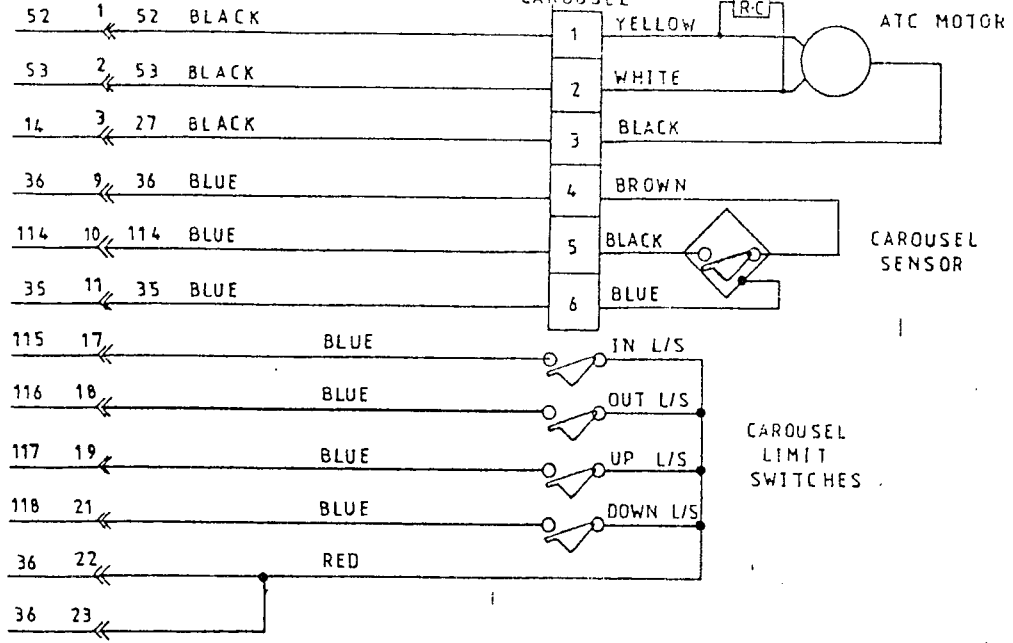 CAROUSEL
R-C
52 1 52 BLACK 1 YELLOW ATC MOTOR
53 2 53 BLACK 2 WHITE
14 3 27 BLACK 3 BLACK
36 9 36 BLUE 4 BROWN
114 10 114 BLUE 5 BLACK
CAROUSEL
SENSOR
35 11 35 BLUE 6 BLUE
115 17 BLUE IN L/S
116 18 BLUE OUT L/S
CAROUSEL
LIMIT
SWITCHES
117 19 BLUE UP L/S
118 21 BLUE DOWN L/S
36 22 RED
36 23